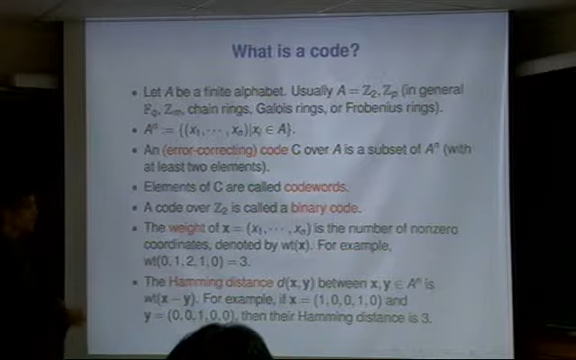 What is a code?
• Let A be a finite alphabet. Usually A = ℤ₂, ℤₚ (in general
𝔽_q, ℤₘ, chain rings, Galois rings, or Frobenius rings).
• Aⁿ := {(x₁, ⋯ , xₙ)|xᵢ ∈ A}.
• An (error-correcting) code C over A is a subset of Aⁿ (with
at least two elements).
• Elements of C are called codewords.
• A code over ℤ₂ is called a binary code.
• The weight of x = (x₁, ⋯ , xₙ) is the number of nonzero
coordinates, denoted by wt(x). For example,
wt(0, 1, 2, 1, 0) = 3.
• The Hamming distance d(x, y) between x, y ∈ Aⁿ is
wt(x − y). For example, if x = (1, 0, 0, 1, 0) and
y = (0, 0, 1, 0, 0), then their Hamming distance is 3.